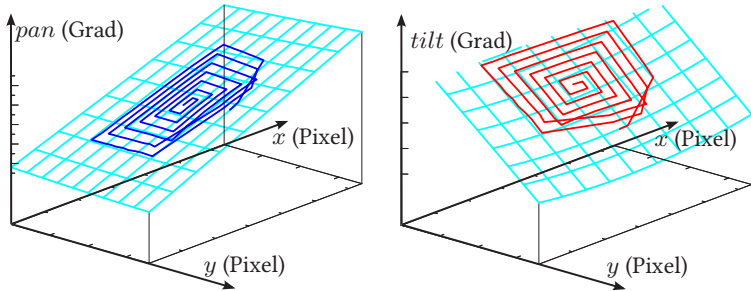 pan (Grad)
x (Pixel)
y (Pixel)
tilt (Grad)
x (Pixel)
y (Pixel)